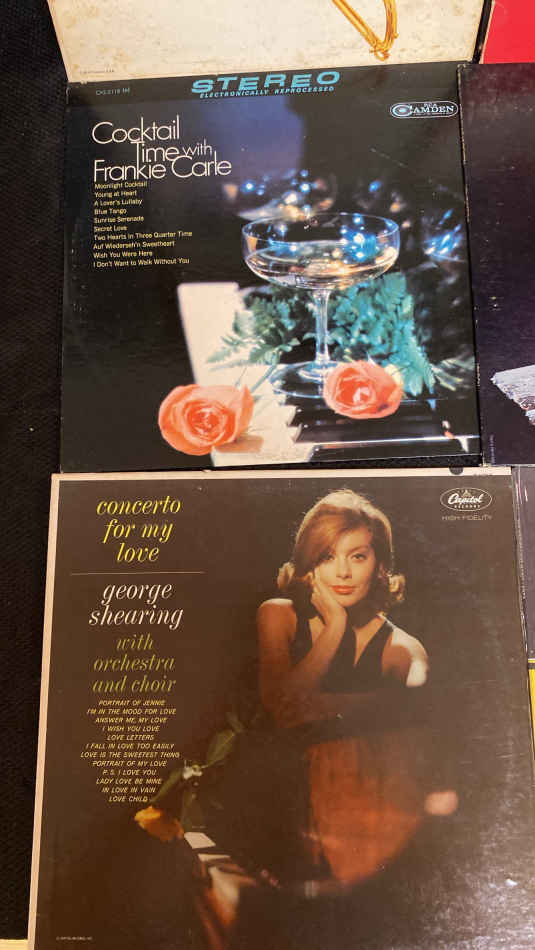 CAS-2118 (e)
STEREO
ELECTRONICALLY REPROCESSED
RCA
CAMDEN
Cocktail
Time with
Frankie Carle
Moonlight Cocktail
Young at Heart
A Lover's Lullaby
Blue Tango
Sunrise Serenade
Secret Love
Two Hearts in Three Quarter Time
Auf Wiederseh'n Sweetheart
Wish You Were Here
I Don't Want to Walk Without You
concerto
for my
love
george
shearing
with
orchestra
and choir
PORTRAIT OF JENNIE
I'M IN THE MOOD FOR LOVE
ANSWER ME, MY LOVE
I WISH YOU LOVE
LOVE LETTERS
I FALL IN LOVE TOO EASILY
LOVE IS THE SWEETEST THING
PORTRAIT OF MY LOVE
P.S. I LOVE YOU
LADY LOVE BE MINE
IN LOVE IN VAIN
LOVE CHILD
Capitol
RECORDS
HIGH FIDELITY